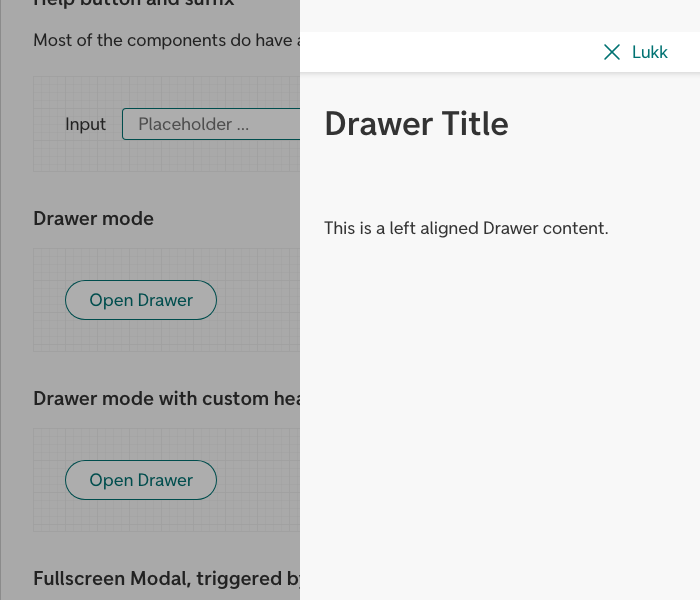 Help button and suffix
Most of the components do have
Input
Placeholder ...
Drawer mode
Open Drawer
Drawer mode with custom
Open Drawer
Fullscreen Modal, triggered by
Lukk
Drawer Title
This is a left aligned Drawer content.